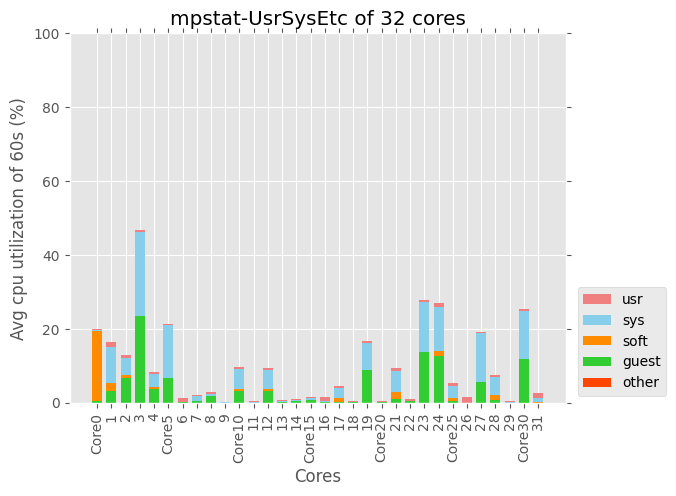 mpstat-UsrSysEtc of 32 cores
Avg cpu utilization of 60s (%)
100
80
60
40
20
0
Core0
1
2
3
4
Core5
6
7
8
9
Core10
11
12
13
14
Core15
16
17
18
19
Core20
21
22
23
24
Core25
26
27
28
29
Core30
31
Cores
usr
sys
soft
guest
other